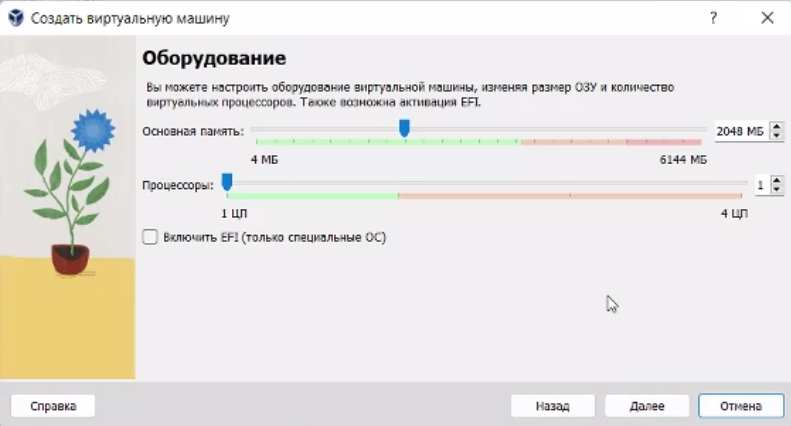 Создать виртуальную машину
?
Оборудование
Вы можете настроить оборудование виртуальной машины, изменяя размер ОЗУ и количество
виртуальных процессоров. Также возможна активация EFI.
Основная память:
2048 МБ
4 МБ
6144 МБ
Процессоры:
1
1 ЦП
4 ЦП
Включить EFI (только специальные ОС)
Справка
Назад
Далее
Отмена